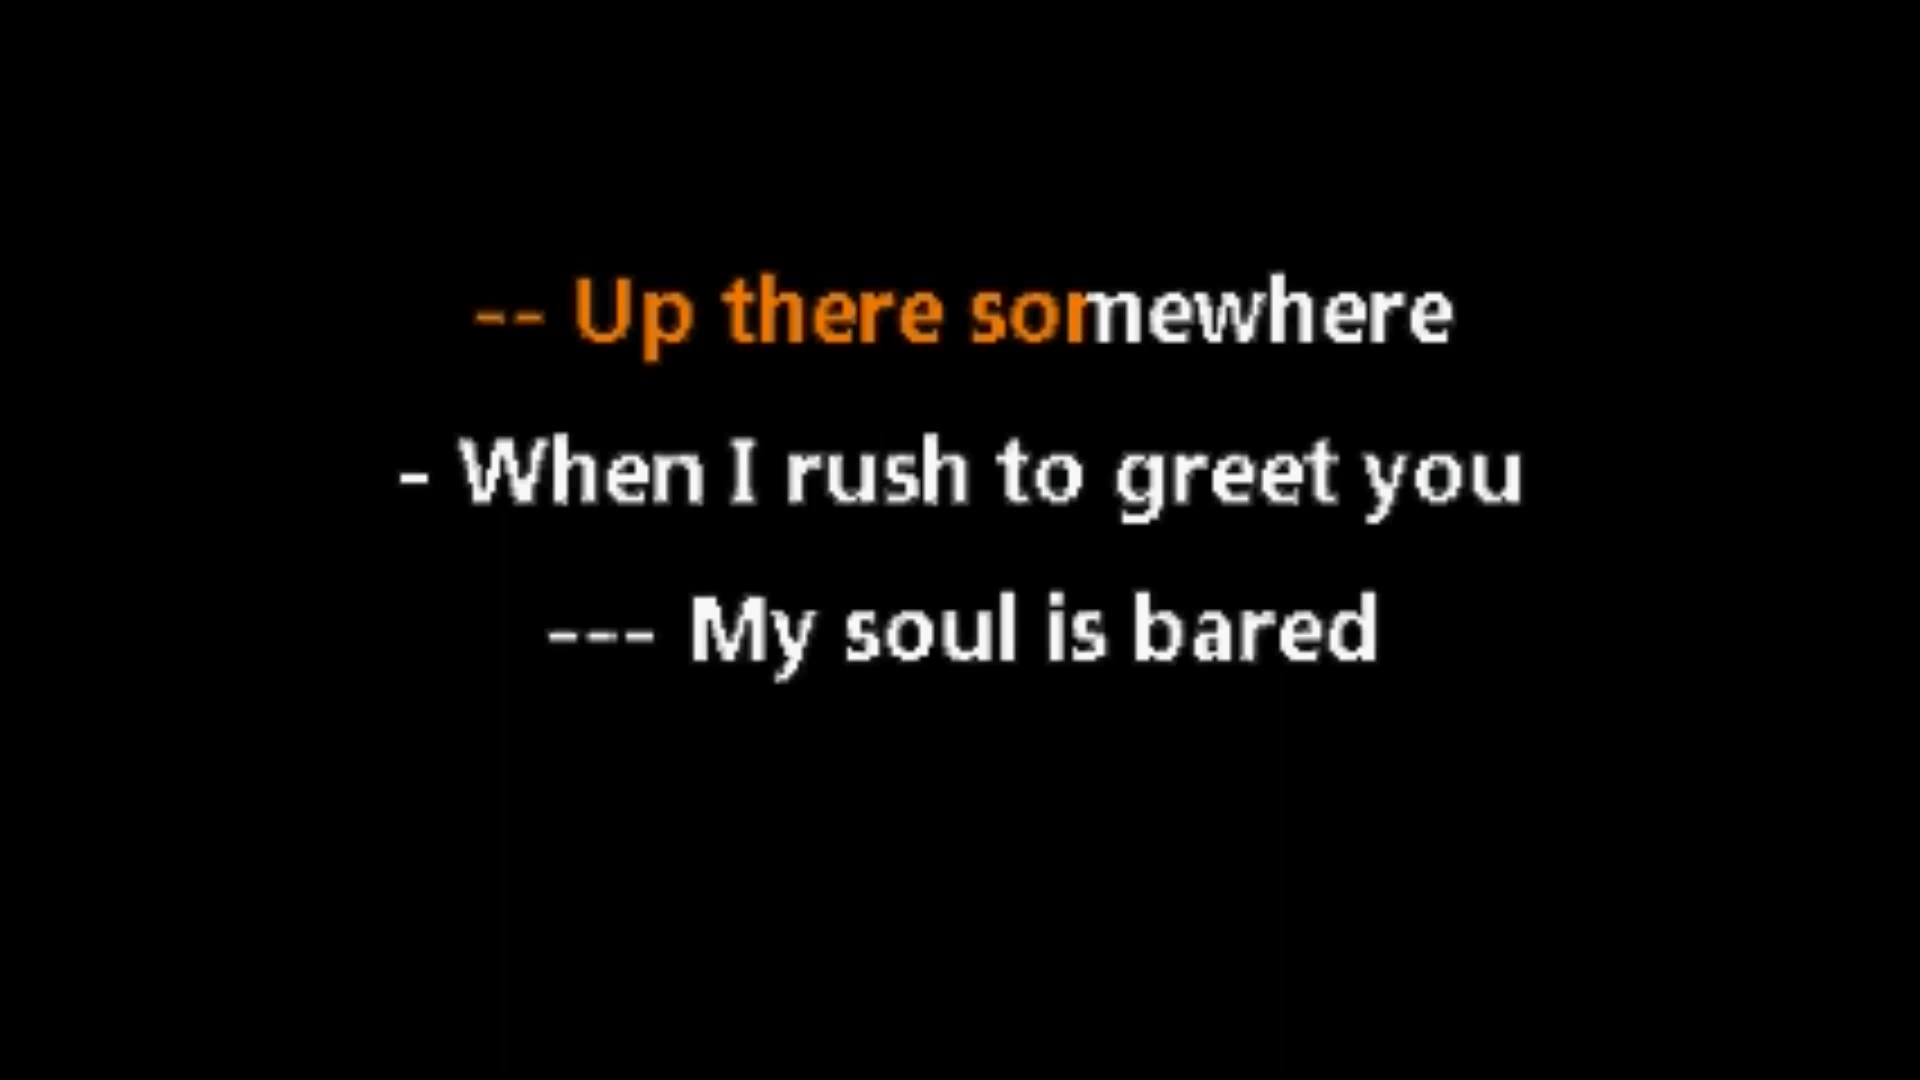 -- Up there somewhere
- When I rush to greet you
--- My soul is bared